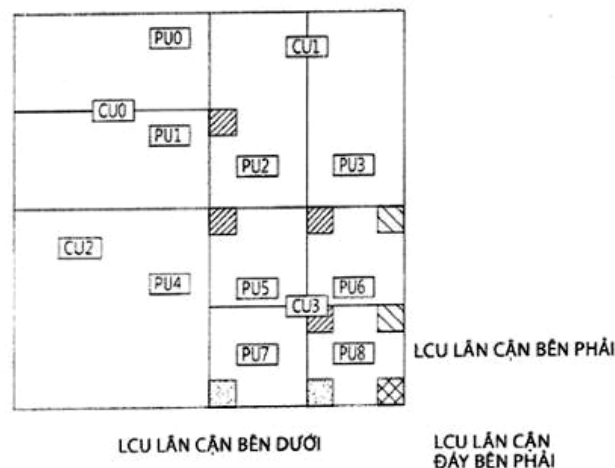 PU0
CU1
CU0
PU1
PU2
PU3
CU2
PU4
PU5
PU6
CU3
PU7
PU8
LCU LÂN CẬN BÊN PHẢI
LCU LÂN CẬN BÊN DƯỚI
LCU LÂN CẬN
ĐÁY BÊN PHẢI